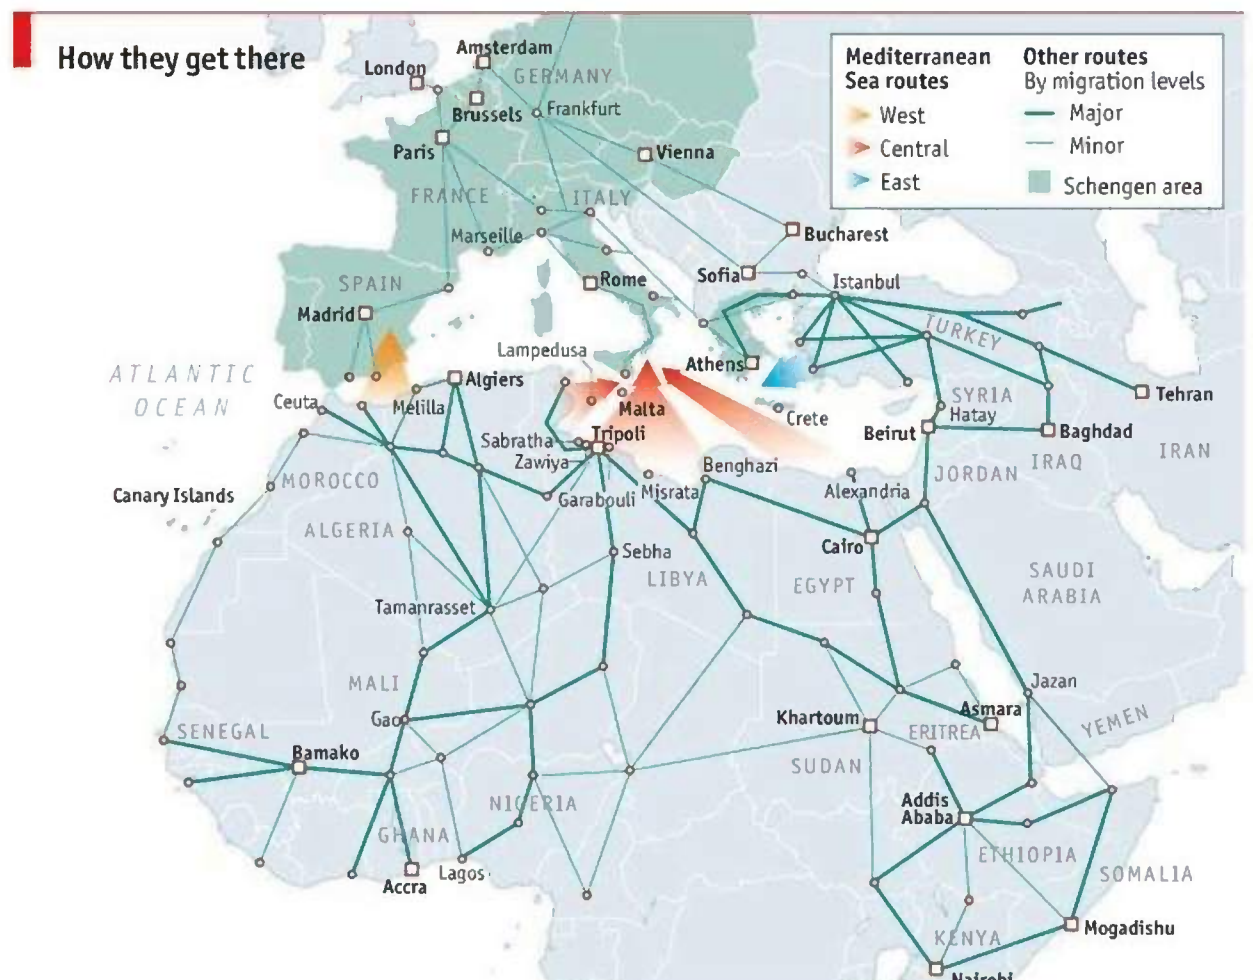 How they get there
Mediterranean
Sea routes
West
Central
East
Other routes
By migration levels
Major
Minor
Schengen area
Amsterdam
London
GERMANY
Brussels
Frankfurt
Paris
Vienna
FRANCE
ITALY
Marseille
Bucharest
SPAIN
Rome
Sofia
Istanbul
Madrid
TURKEY
Lampedusa
Athens
ATLANTIC
OCEAN
Algiers
Tehran
Ceuta
Melilla
Malta
Crete
SYRIA
Hatay
Sabratha
Tripoli
Beirut
Baghdad
Zawiya
Benghazi
IRAQ
IRAN
MOROCCO
JORDAN
Canary Islands
Garabouli
Misrata
Alexandria
ALGERIA
Sebha
Cairo
LIBYA
EGYPT
SAUDI
ARABIA
Tamanrasset
MALI
Jazan
Gao
Khartoum
Asmara
SENEGAL
ERITREA
YEMEN
Bamako
SUDAN
NIGERIA
Addis
Ababa
GHANA
ETHIOPIA
Accra
Lagos
SOMALIA
Mogadishu
KENYA
Nairobi